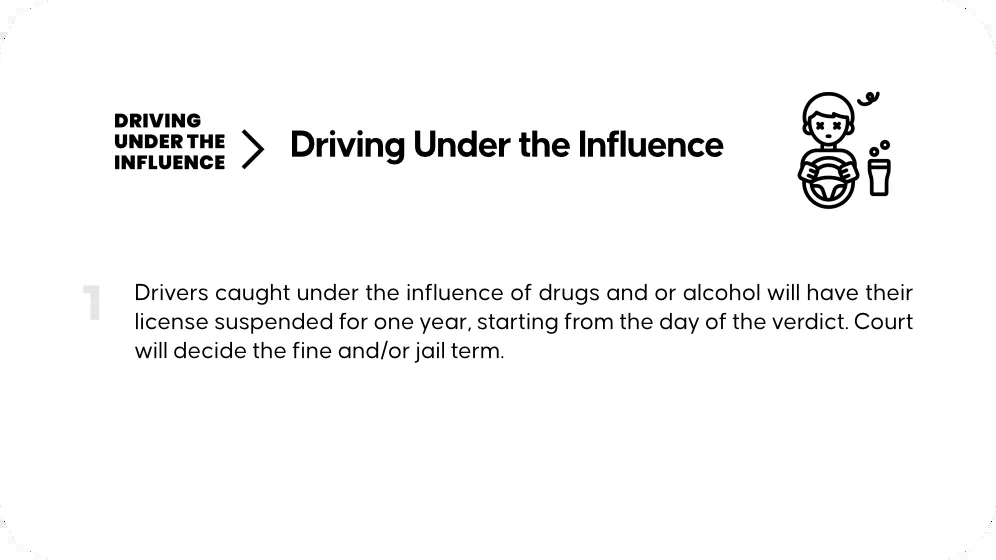 DRIVING
UNDER THE
INFLUENCE
Driving Under the Influence
1
Drivers caught under the influence of drugs and or alcohol will have their
license suspended for one year, starting from the day of the verdict. Court
will decide the fine and/or jail term.